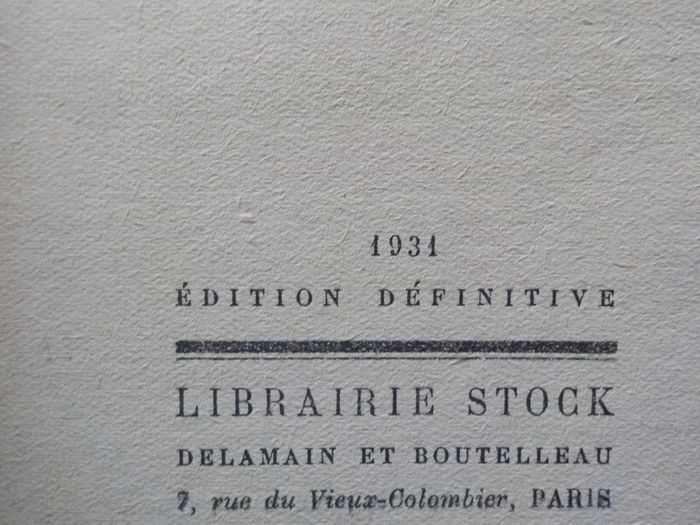 1931
ÉDITION DÉFINITIVE
LIBRAIRIE STOCK
DELAMAIN ET BOUTELLEAU
7, rue du Vieux-Colombier, PARIS